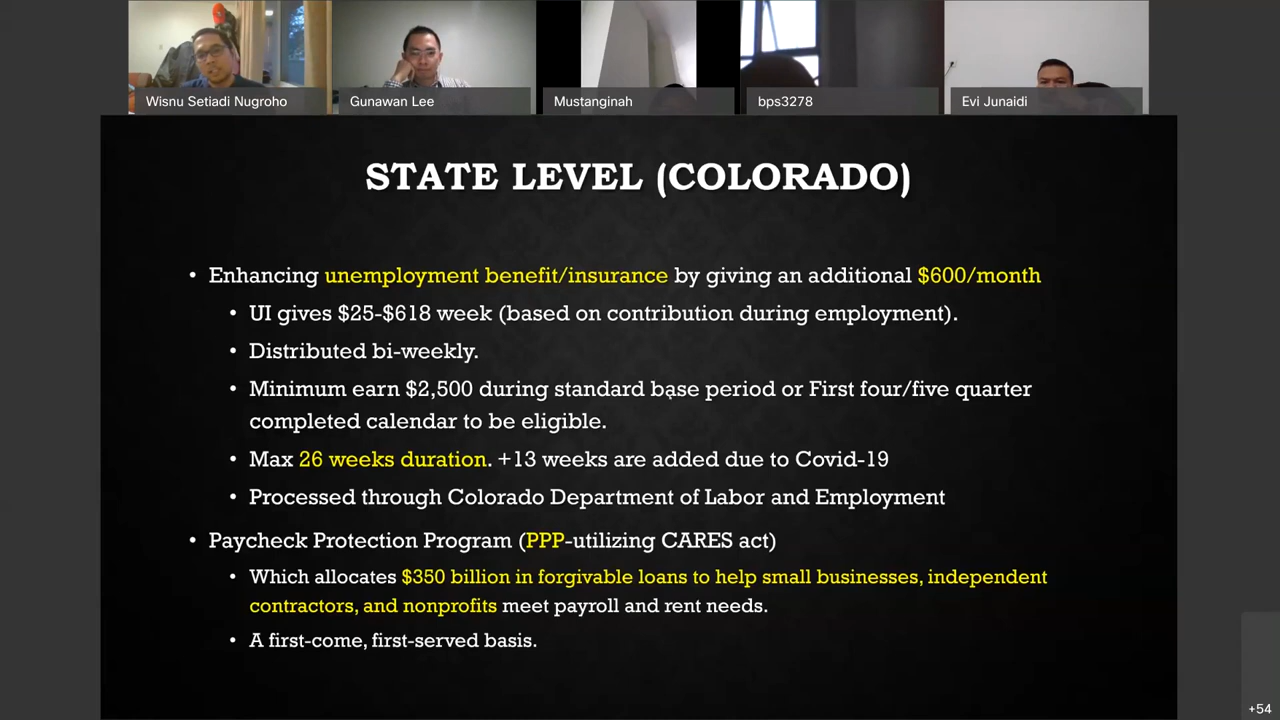 Wisnu Setiadi Nugroho
Gunawan Lee
Mustanginah
bps3278
Evi Junaidi
STATE LEVEL (COLORADO)
• Enhancing unemployment benefit/insurance by giving an additional $600/month
• UI gives $25-$618 week (based on contribution during employment).
• Distributed bi-weekly.
• Minimum earn $2,500 during standard base period or First four/five quarter
completed calendar to be eligible.
• Max 26 weeks duration. +13 weeks are added due to Covid-19
• Processed through Colorado Department of Labor and Employment
• Paycheck Protection Program (PPP-utilizing CARES act)
• Which allocates $350 billion in forgivable loans to help small businesses, independent
contractors, and nonprofits meet payroll and rent needs.
• A first-come, first-served basis.
+54